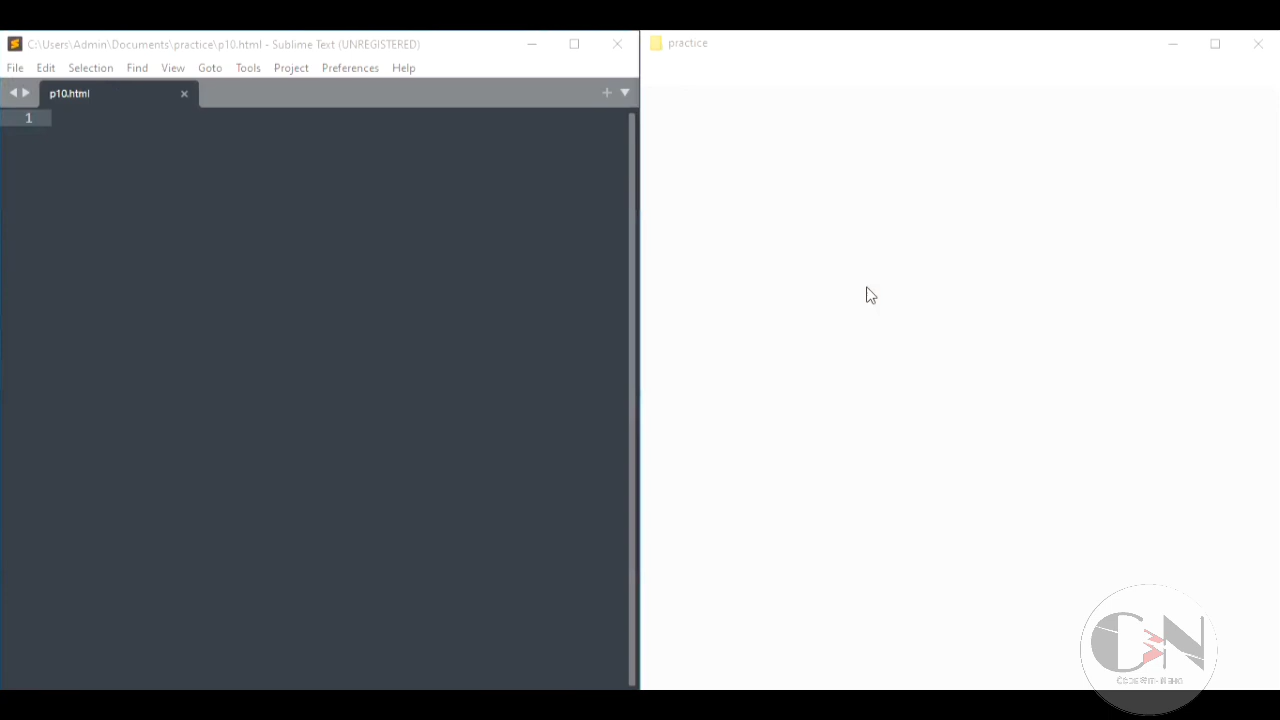 C:\Users\Admin\Documents\practice\p10.html - Sublime Text (UNREGISTERED)
File Edit Selection Find View Goto Tools Project Preferences Help
p10.html
1
practice